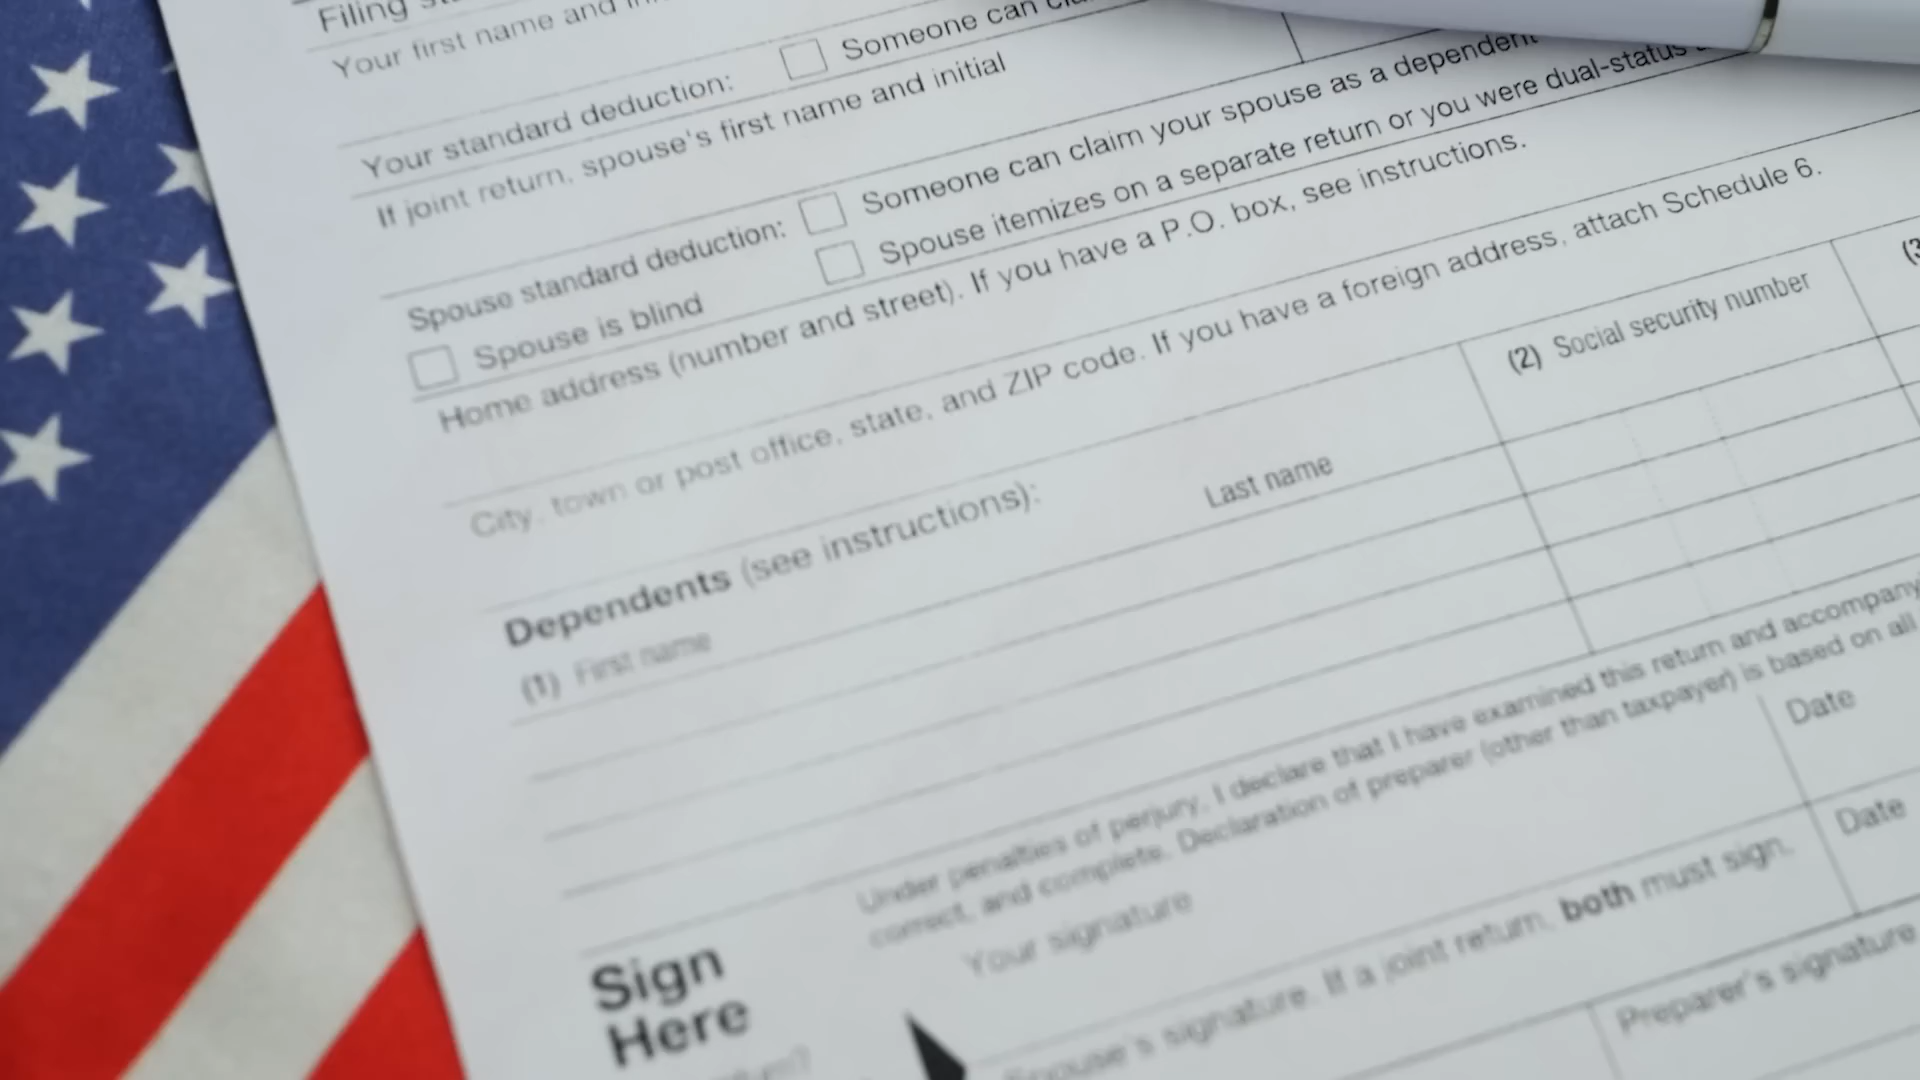 Filing
Your first name and
Your standard deduction: Someone can
If joint return, spouse's first name and initial
Spouse standard deduction: Someone can claim your spouse as a dependent
Spouse is blind Spouse itemizes on a separate return or you were dual-status
Home address (number and street). If you have a P.O. box, see instructions.
City, town or post office, state, and ZIP code. If you have a foreign address, attach Schedule 6.
Dependents (see instructions):
(1) First name Last name
(2) Social security number
Under penalties of perjury, I declare that I have examined this return and accompany
correct, and complete. Declaration of preparer (other than taxpayer) is based on all
Sign
Here
Your signature
Date
Spouse's signature. If a joint return, both must sign.
Date
Preparer's signature